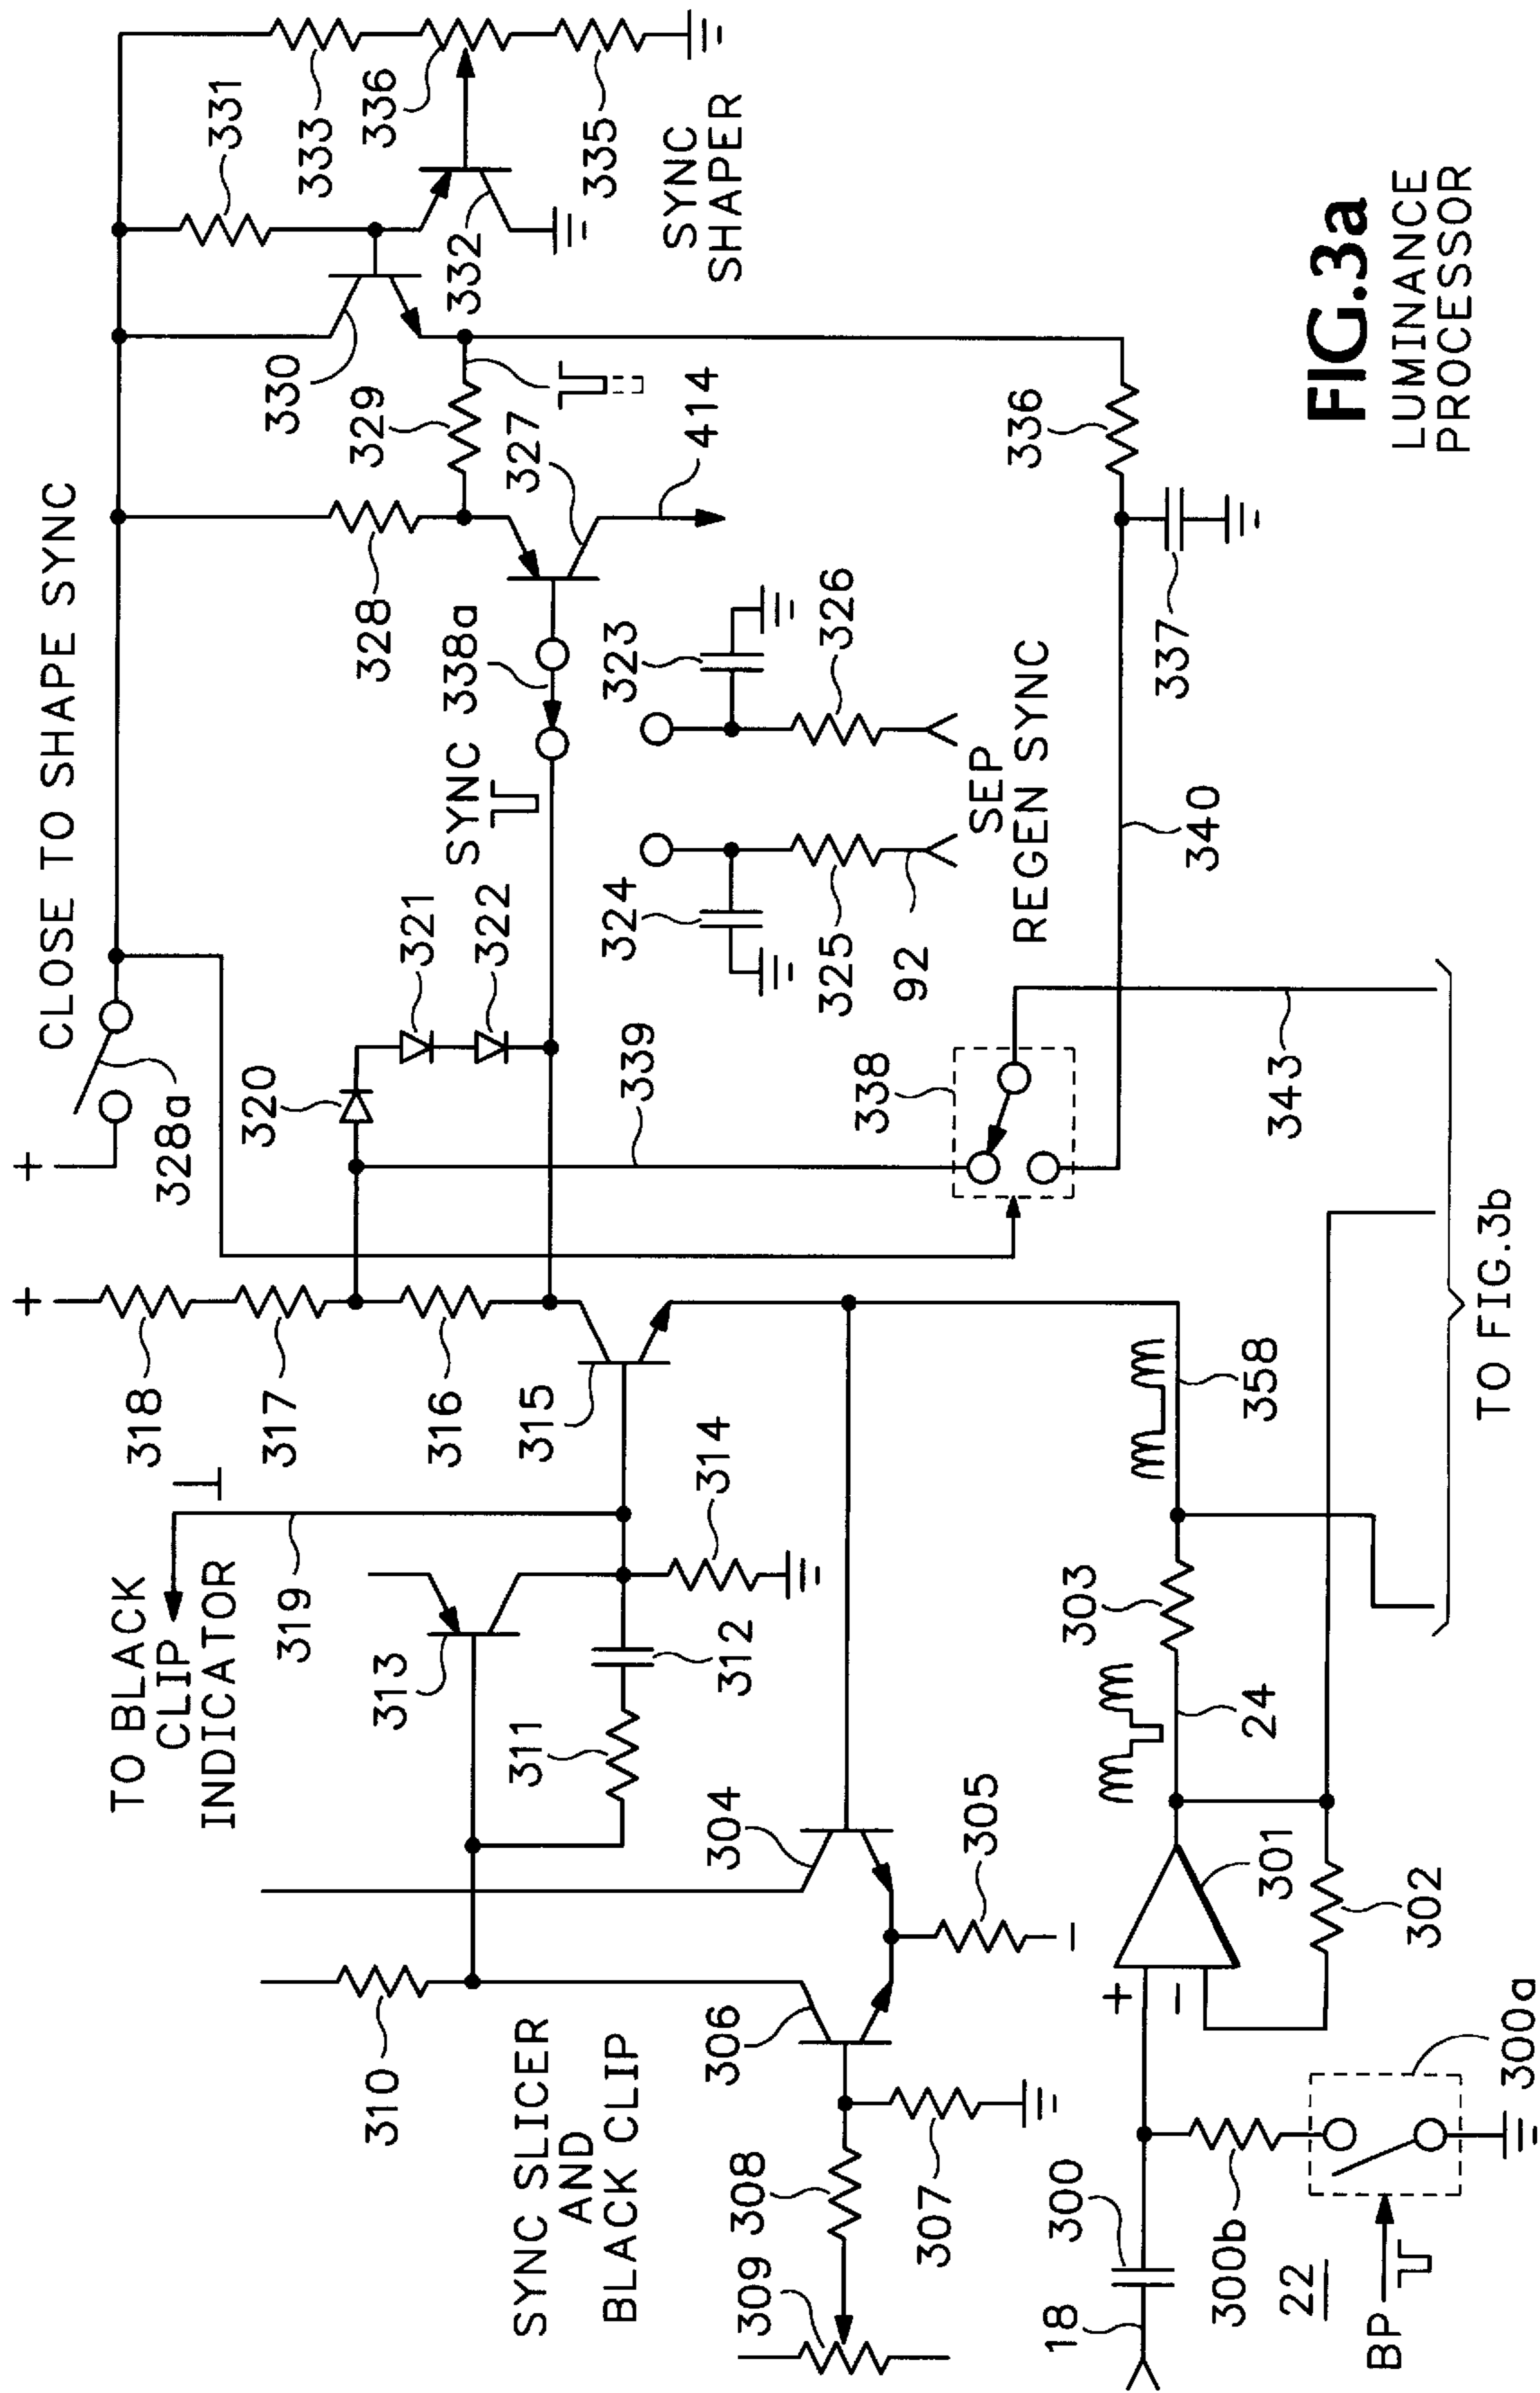 CLOSE TO SHAPE SYNC
+
328a
+
318
317
316
315
320
321
322
339
SYNC
338a
328
329
327
414
330
331
332
333
336
335
SYNC
SHAPER
323
324
325
326
92
SEP
REGEN SYNC
336
337
340
338
343
TO BLACK
CLIP
INDICATOR
319
313
314
312
311
310
SYNC SLICER
AND
BLACK CLIP
304
305
−
306
307
308
309
18
300
300b
300a
22
BP
+
−
301
302
24
303
358
TO FIG.3b
FIG.3a
LUMINANCE
PROCESSOR